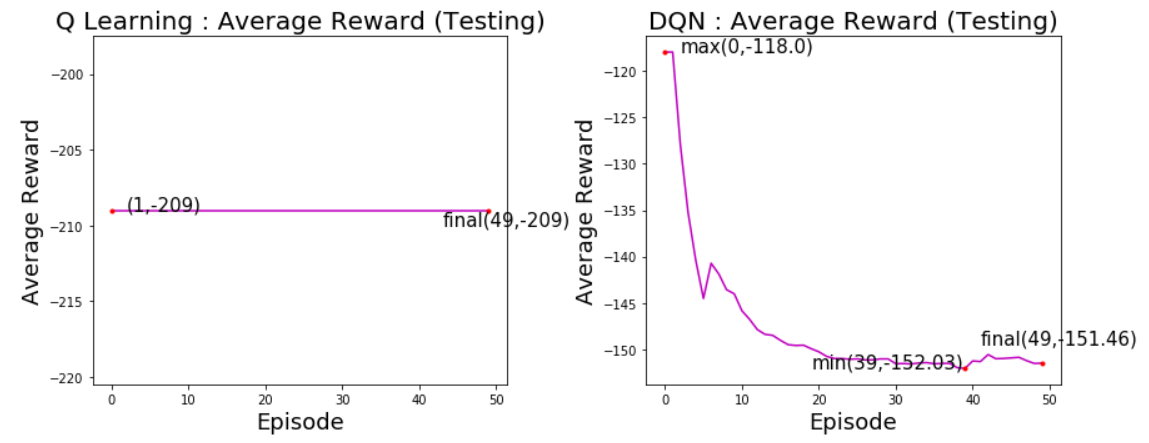 Q Learning : Average Reward (Testing)
Average Reward
−200
−205
−210
−215
−220
(1,-209)
final(49,-209)
0 10 20 30 40 50
Episode
DQN : Average Reward (Testing)
Average Reward
−120
−125
−130
−135
−140
−145
−150
max(0,-118.0)
final(49,-151.46)
min(39,-152.03)
0 10 20 30 40 50
Episode